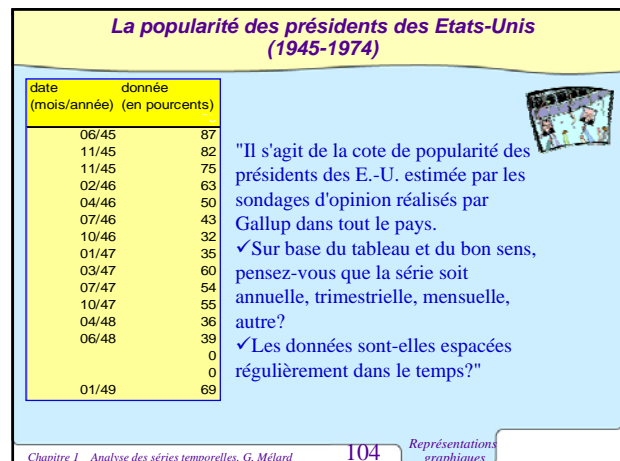 La popularité des présidents des Etats-Unis
(1945-1974)
date donnée
(mois/année) (en pourcents)
06/45 87
11/45 82
11/45 75
02/46 63
04/46 50
07/46 43
10/46 32
01/47 35
03/47 60
07/47 54
10/47 55
04/48 36
06/48 39
0
0
01/49 69
"Il s'agit de la cote de popularité des
présidents des E.-U. estimée par les
sondages d'opinion réalisés par
Gallup dans tout le pays.
✓Sur base du tableau et du bon sens,
pensez-vous que la série soit
annuelle, trimestrielle, mensuelle,
autre?
✓Les données sont-elles espacées
régulièrement dans le temps?"
Chapitre 1 Analyse des séries temporelles, G. Mélard
104
Représentations
graphiques